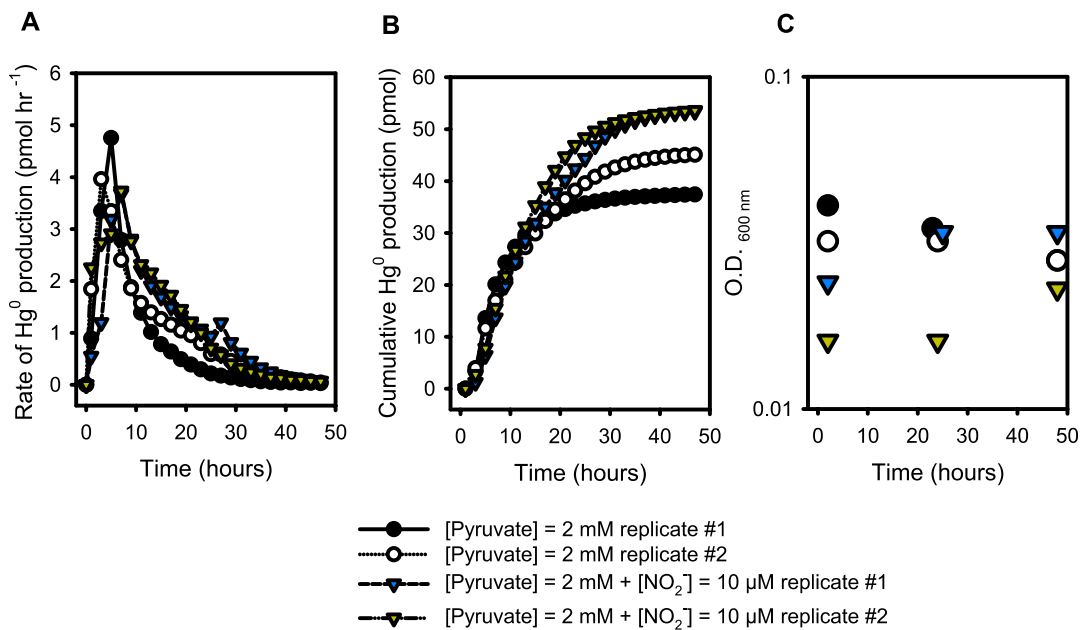 A
B
C
Rate of Hg⁰ production (pmol hr⁻¹)
6
5
4
3
2
1
0
0 10 20 30 40 50
Time (hours)
Cumulative Hg⁰ production (pmol)
60
50
40
30
20
10
0
0 10 20 30 40 50
Time (hours)
O.D. 600 nm
0.1
0.01
0 10 20 30 40 50
Time (hours)
[Pyruvate] = 2 mM replicate #1
[Pyruvate] = 2 mM replicate #2
[Pyruvate] = 2 mM + [NO₂⁻] = 10 µM replicate #1
[Pyruvate] = 2 mM + [NO₂⁻] = 10 µM replicate #2